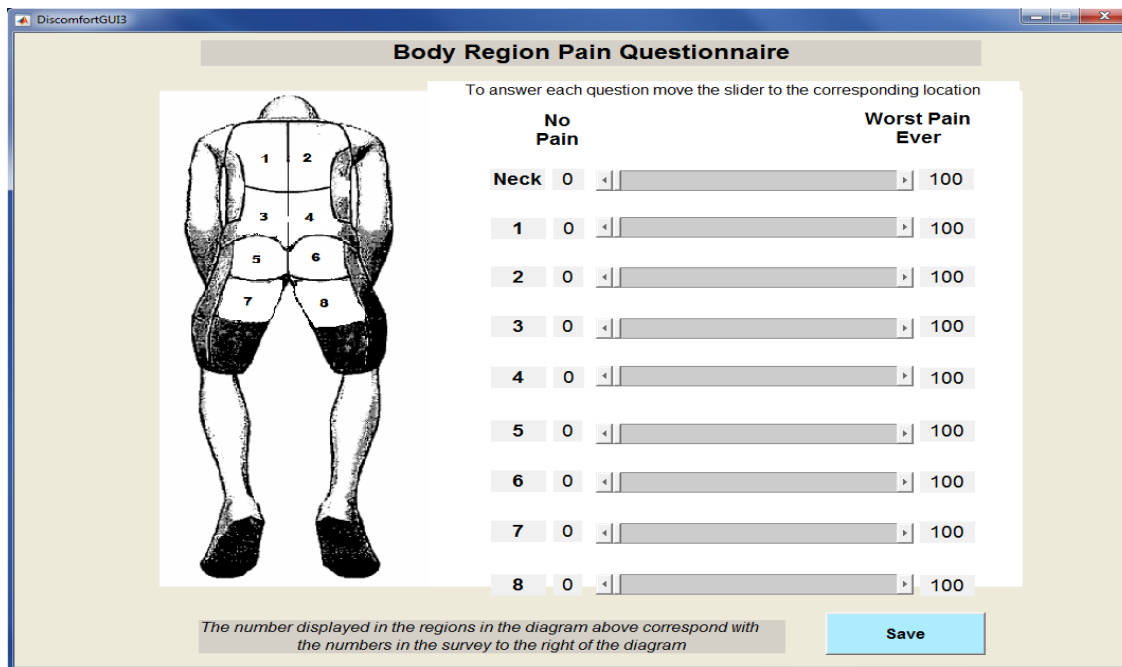 DiscomfortGUI3
Body Region Pain Questionnaire
To answer each question move the slider to the corresponding location
No
Pain
Worst Pain
Ever
1 2
3 4
5 6
7 8
Neck 0 100
1 0 100
2 0 100
3 0 100
4 0 100
5 0 100
6 0 100
7 0 100
8 0 100
The number displayed in the regions in the diagram above correspond with
the numbers in the survey to the right of the diagram
Save